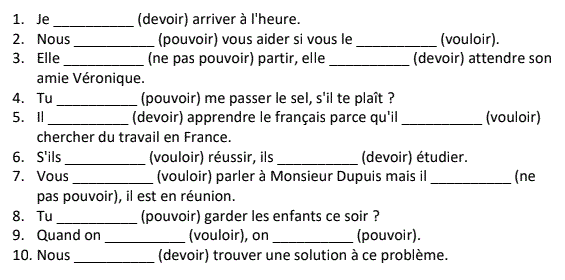 1. Je __________ (devoir) arriver à l'heure.
2. Nous __________ (pouvoir) vous aider si vous le __________ (vouloir).
3. Elle __________ (ne pas pouvoir) partir, elle __________ (devoir) attendre son
amie Véronique.
4. Tu __________ (pouvoir) me passer le sel, s'il te plaît ?
5. Il __________ (devoir) apprendre le français parce qu'il __________ (vouloir)
chercher du travail en France.
6. S'ils __________ (vouloir) réussir, ils __________ (devoir) étudier.
7. Vous __________ (vouloir) parler à Monsieur Dupuis mais il __________ (ne
pas pouvoir), il est en réunion.
8. Tu __________ (pouvoir) garder les enfants ce soir ?
9. Quand on __________ (vouloir), on __________ (pouvoir).
10. Nous __________ (devoir) trouver une solution à ce problème.